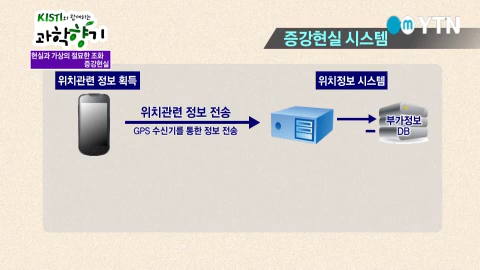 KISTI와 함께하는
과학향기
현실과 가상의 절묘한 조화
증강현실
증강현실 시스템
YTN
위치관련 정보 획득
위치정보 시스템
위치관련 정보 전송
GPS 수신기를 통한 정보 전송
부가정보
DB